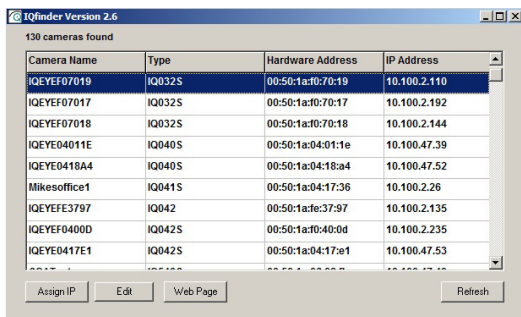 IQfinder Version 2.6
130 cameras found
Camera Name Type Hardware Address IP Address
IQEYEF07019 IQ032S 00:50:1a:f0:70:19 10.100.2.110
IQEYEF07017 IQ032S 00:50:1a:f0:70:17 10.100.2.192
IQEYEF07018 IQ032S 00:50:1a:f0:70:18 10.100.2.144
IQEYE04011E IQ040S 00:50:1a:04:01:1e 10.100.47.39
IQEYE0418A4 IQ040S 00:50:1a:04:18:a4 10.100.47.52
Mikesoffice1 IQ041S 00:50:1a:04:17:36 10.100.2.26
IQEYEFE3797 IQ042 00:50:1a:fe:37:97 10.100.2.135
IQEYEF0400D IQ042S 00:50:1a:f0:40:0d 10.100.2.235
IQEYE0417E1 IQ042S 00:50:1a:04:17:e1 10.100.47.53
Assign IP Edit Web Page Refresh